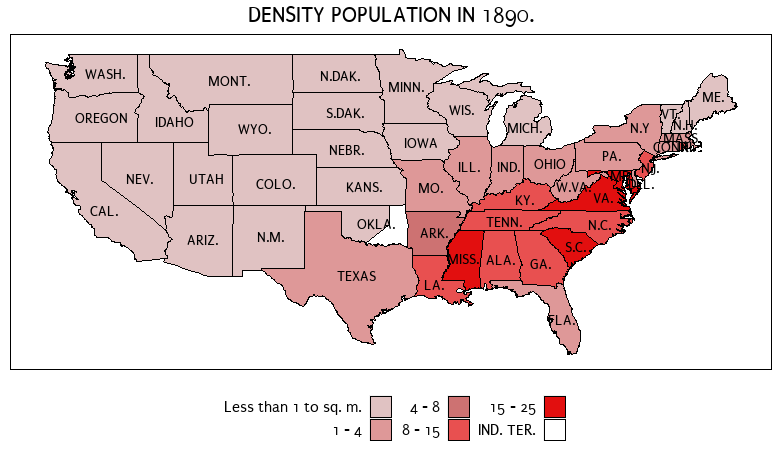 DENSITY POPULATION IN 1890.
WASH.
MONT.
N.DAK.
MINN.
ME.
OREGON
IDAHO
S.DAK.
WIS.
VT.
N.H.
WYO.
MICH.
N.Y
MASS.
NEBR.
IOWA
CONN.
NEV.
UTAH
COLO.
ILL.
IND.
OHIO
PA.
N.J.
KANS.
MO.
W.VA.
DEL.
CAL.
KY.
VA.
ARIZ.
N.M.
OKLA.
ARK.
TENN.
N.C.
TEXAS
MISS.
ALA.
GA.
S.C.
LA.
FLA.
Less than 1 to sq. m.
4 - 8
15 - 25
1 - 4
8 - 15
IND. TER.